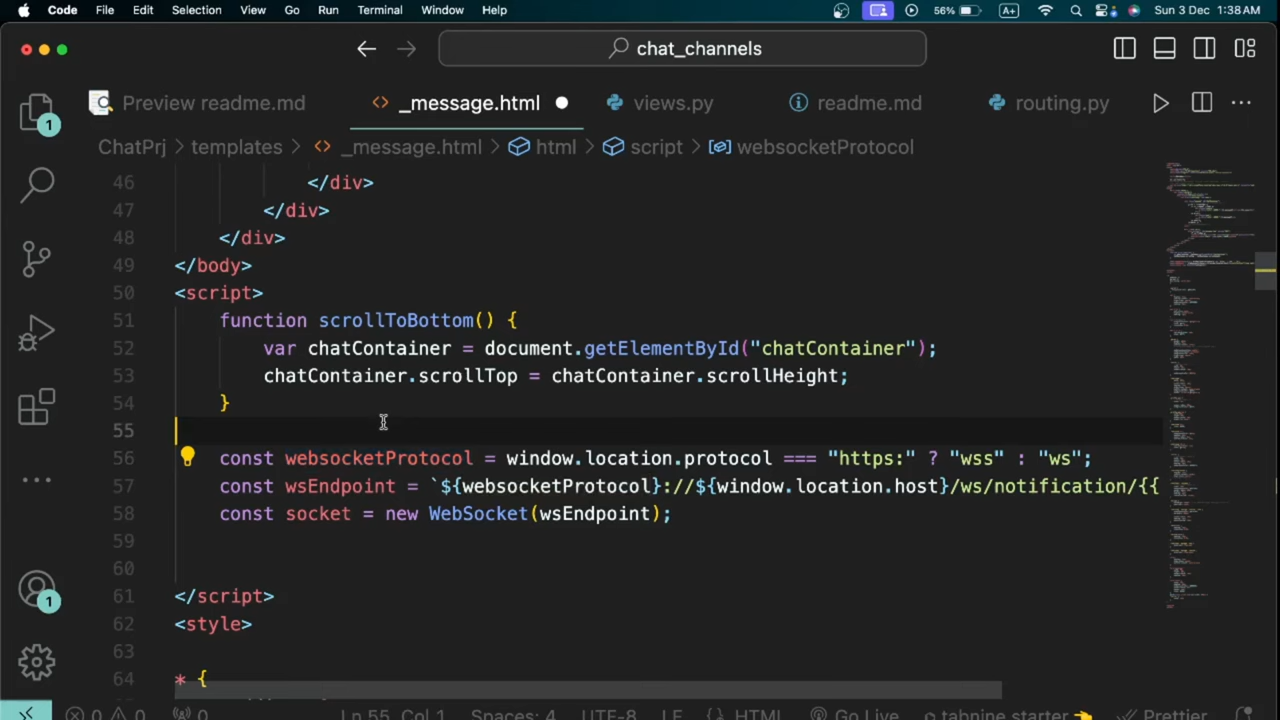 Code File Edit Selection View Go Run Terminal Window Help 56% A+ Sun 3 Dec 1:38 AM
chat_channels
Preview readme.md <> _message.html views.py readme.md routing.py
ChatPrj > templates > <> _message.html > html > script > websocketProtocol
46 </div>
47 </div>
48 </div>
49 </body>
50 <script>
51 function scrollToBottom() {
52 var chatContainer = document.getElementById("chatContainer");
53 chatContainer.scrollTop = chatContainer.scrollHeight;
54 }
55
56 const websocketProtocol = window.location.protocol === "https:" ? "wss" : "ws";
57 const wsEndpoint = `${websocketProtocol}://${window.location.host}/ws/notification/{{
58 const socket = new WebSocket(wsEndpoint);
59
60
61 </script>
62 <style>
63
64 * {
1
1
0 0 0 Ln 55, Col 1 Spaces: 4 UTF-8 LF {} HTML Go Live tabnine starter Prettier